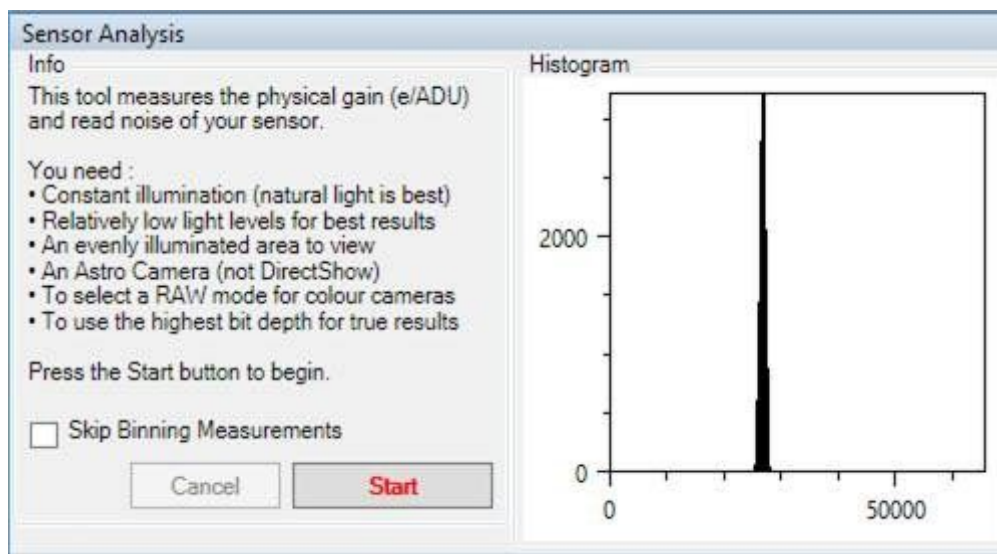 Sensor Analysis
Info
This tool measures the physical gain (e/ADU)
and read noise of your sensor.
You need :
• Constant illumination (natural light is best)
• Relatively low light levels for best results
• An evenly illuminated area to view
• An Astro Camera (not DirectShow)
• To select a RAW mode for colour cameras
• To use the highest bit depth for true results
Press the Start button to begin.
Skip Binning Measurements
Cancel
Start
Histogram
2000
0
0
50000